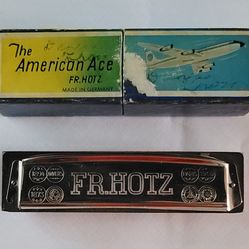 The
American Ace
FR.HOTZ
MADE IN GERMANY
FR.HOTZ